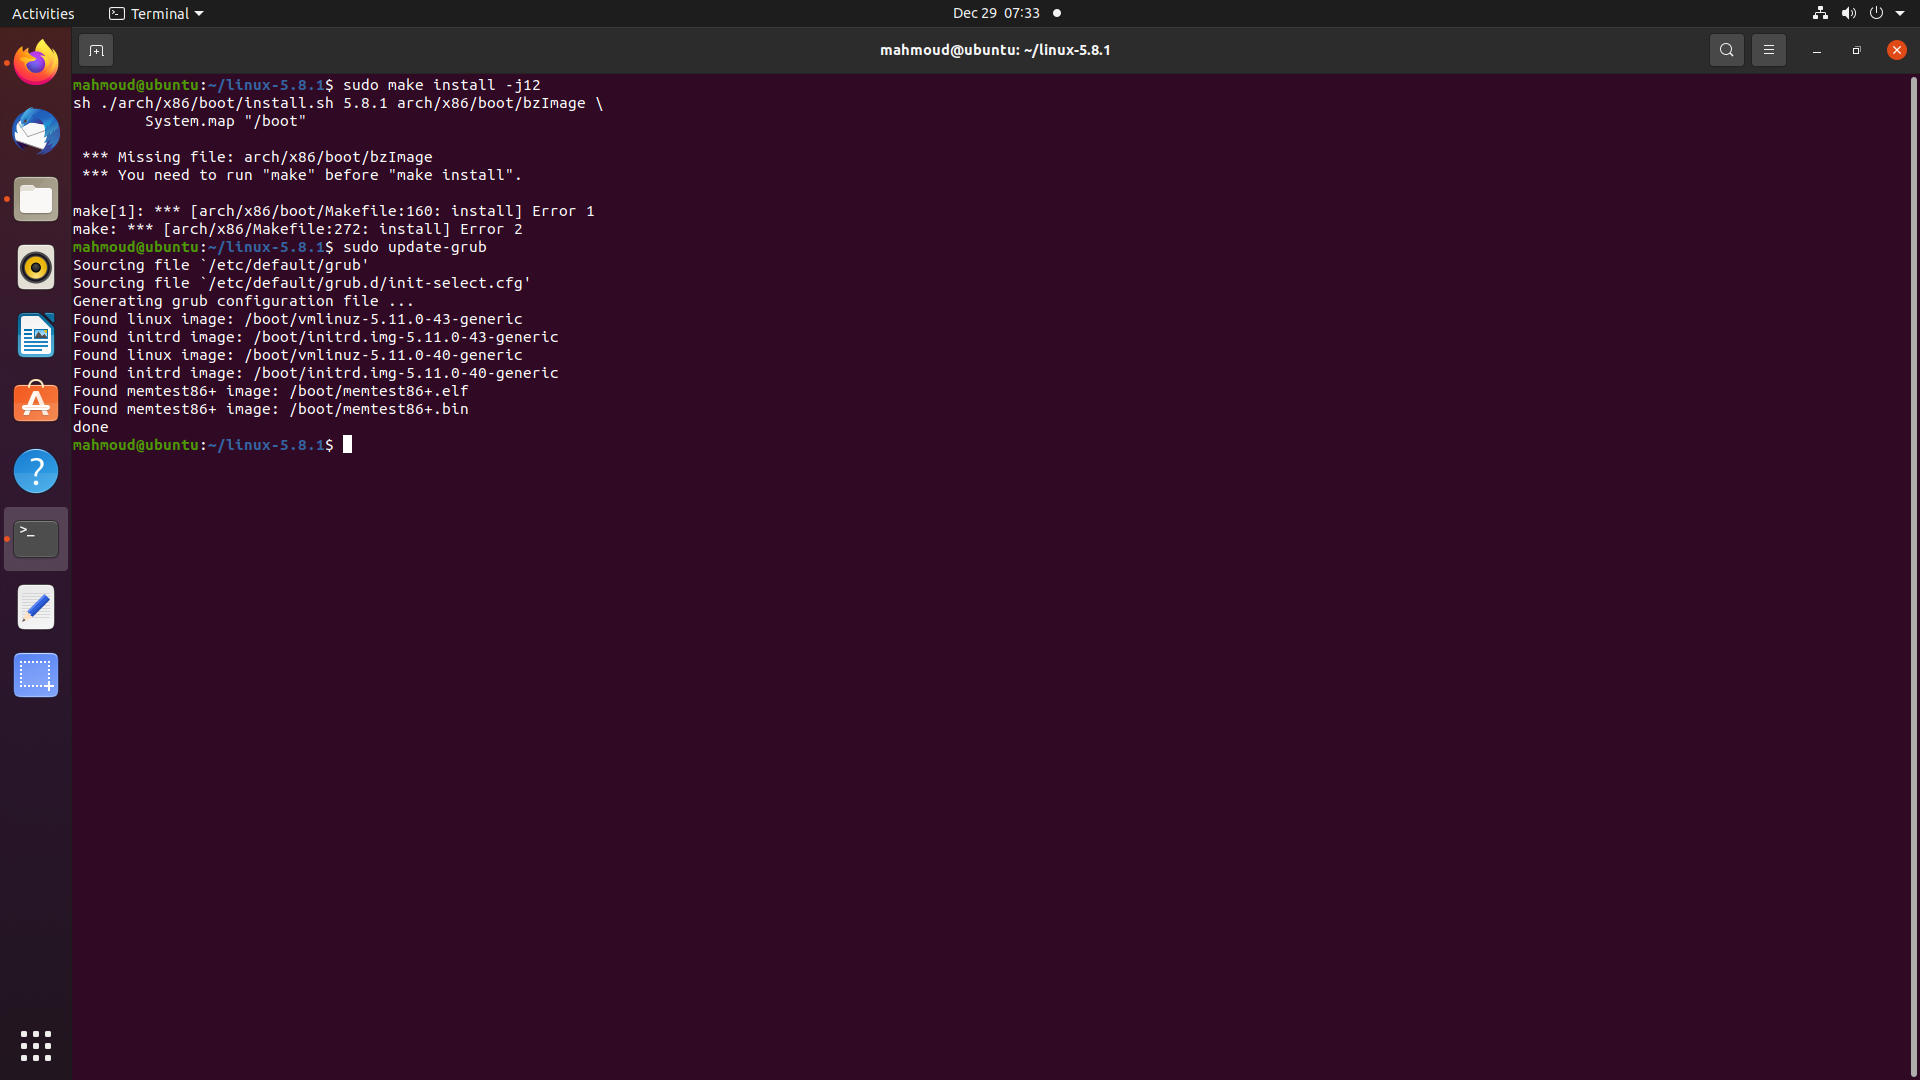 Activities
Terminal
Dec 29 07:33
mahmoud@ubuntu: ~/linux-5.8.1
mahmoud@ubuntu:~/linux-5.8.1$ sudo make install -j12
sh ./arch/x86/boot/install.sh 5.8.1 arch/x86/boot/bzImage \
System.map "/boot"
*** Missing file: arch/x86/boot/bzImage
*** You need to run "make" before "make install".
make[1]: *** [arch/x86/boot/Makefile:160: install] Error 1
make: *** [arch/x86/Makefile:272: install] Error 2
mahmoud@ubuntu:~/linux-5.8.1$ sudo update-grub
Sourcing file `/etc/default/grub'
Sourcing file `/etc/default/grub.d/init-select.cfg'
Generating grub configuration file ...
Found linux image: /boot/vmlinuz-5.11.0-43-generic
Found initrd image: /boot/initrd.img-5.11.0-43-generic
Found linux image: /boot/vmlinuz-5.11.0-40-generic
Found initrd image: /boot/initrd.img-5.11.0-40-generic
Found memtest86+ image: /boot/memtest86+.elf
Found memtest86+ image: /boot/memtest86+.bin
done
mahmoud@ubuntu:~/linux-5.8.1$